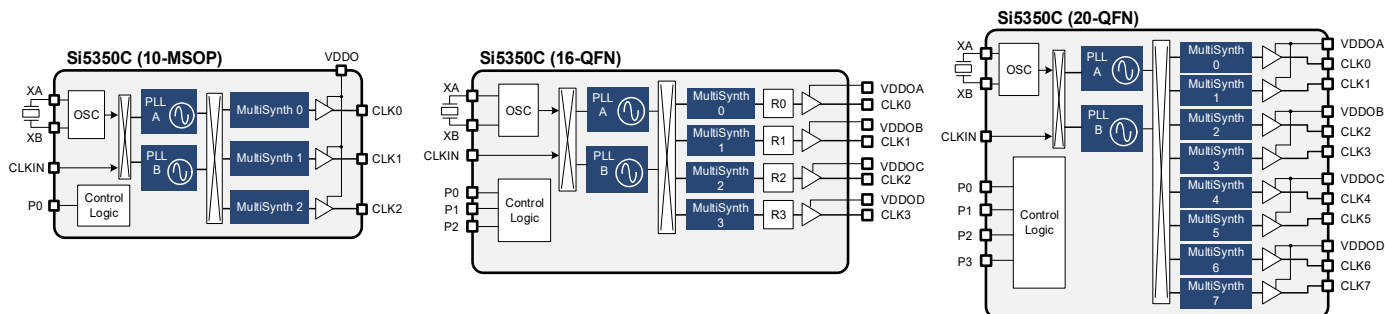 Si5350C (10-MSOP)
VDDO
XA
XB
OSC
CLKIN
P0
Control
Logic
PLL
A
PLL
B
MultiSynth 0
MultiSynth 1
MultiSynth 2
CLK0
CLK1
CLK2
Si5350C (16-QFN)
XA
XB
OSC
CLKIN
P0
P1
P2
Control
Logic
PLL
A
PLL
B
MultiSynth
0
MultiSynth
1
MultiSynth
2
MultiSynth
3
R0
R1
R2
R3
VDDOA
CLK0
VDDOB
CLK1
VDDOC
CLK2
VDDOD
CLK3
Si5350C (20-QFN)
XA
XB
OSC
CLKIN
P0
P1
P2
P3
Control
Logic
PLL
A
PLL
B
MultiSynth
0
MultiSynth
1
MultiSynth
2
MultiSynth
3
MultiSynth
4
MultiSynth
5
MultiSynth
6
MultiSynth
7
VDDOA
CLK0
CLK1
VDDOB
CLK2
CLK3
VDDOC
CLK4
CLK5
VDDOD
CLK6
CLK7